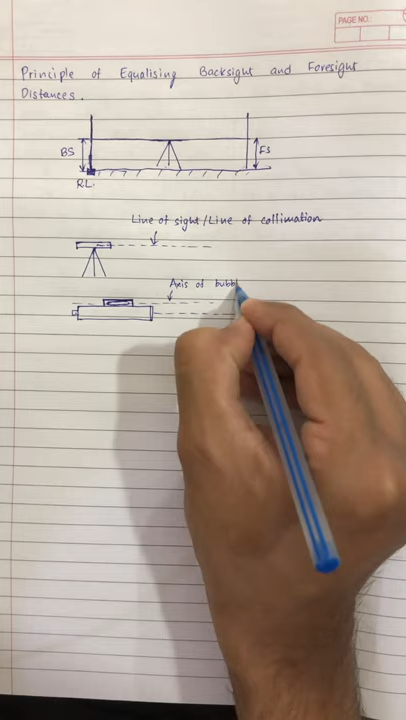 PAGE NO.:
Principle of Equalising Backsight and Foresight
Distances.
BS
FS
R.L.
Line of sight/Line of collimation
Axis of bubb